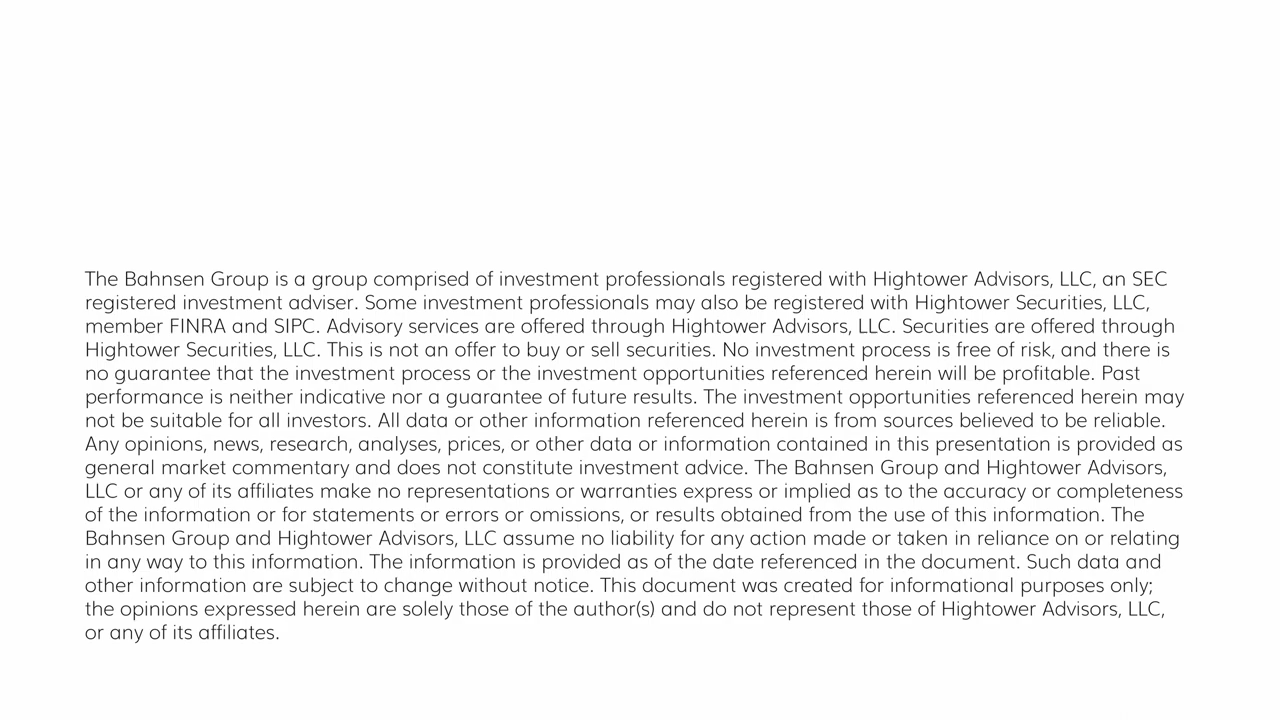 The Bahnsen Group is a group comprised of investment professionals registered with Hightower Advisors, LLC, an SEC
registered investment adviser. Some investment professionals may also be registered with Hightower Securities, LLC,
member FINRA and SIPC. Advisory services are offered through Hightower Advisors, LLC. Securities are offered through
Hightower Securities, LLC. This is not an offer to buy or sell securities. No investment process is free of risk, and there is
no guarantee that the investment process or the investment opportunities referenced herein will be profitable. Past
performance is neither indicative nor a guarantee of future results. The investment opportunities referenced herein may
not be suitable for all investors. All data or other information referenced herein is from sources believed to be reliable.
Any opinions, news, research, analyses, prices, or other data or information contained in this presentation is provided as
general market commentary and does not constitute investment advice. The Bahnsen Group and Hightower Advisors,
LLC or any of its affiliates make no representations or warranties express or implied as to the accuracy or completeness
of the information or for statements or errors or omissions, or results obtained from the use of this information. The
Bahnsen Group and Hightower Advisors, LLC assume no liability for any action made or taken in reliance on or relating
in any way to this information. The information is provided as of the date referenced in the document. Such data and
other information are subject to change without notice. This document was created for informational purposes only;
the opinions expressed herein are solely those of the author(s) and do not represent those of Hightower Advisors, LLC,
or any of its affiliates.